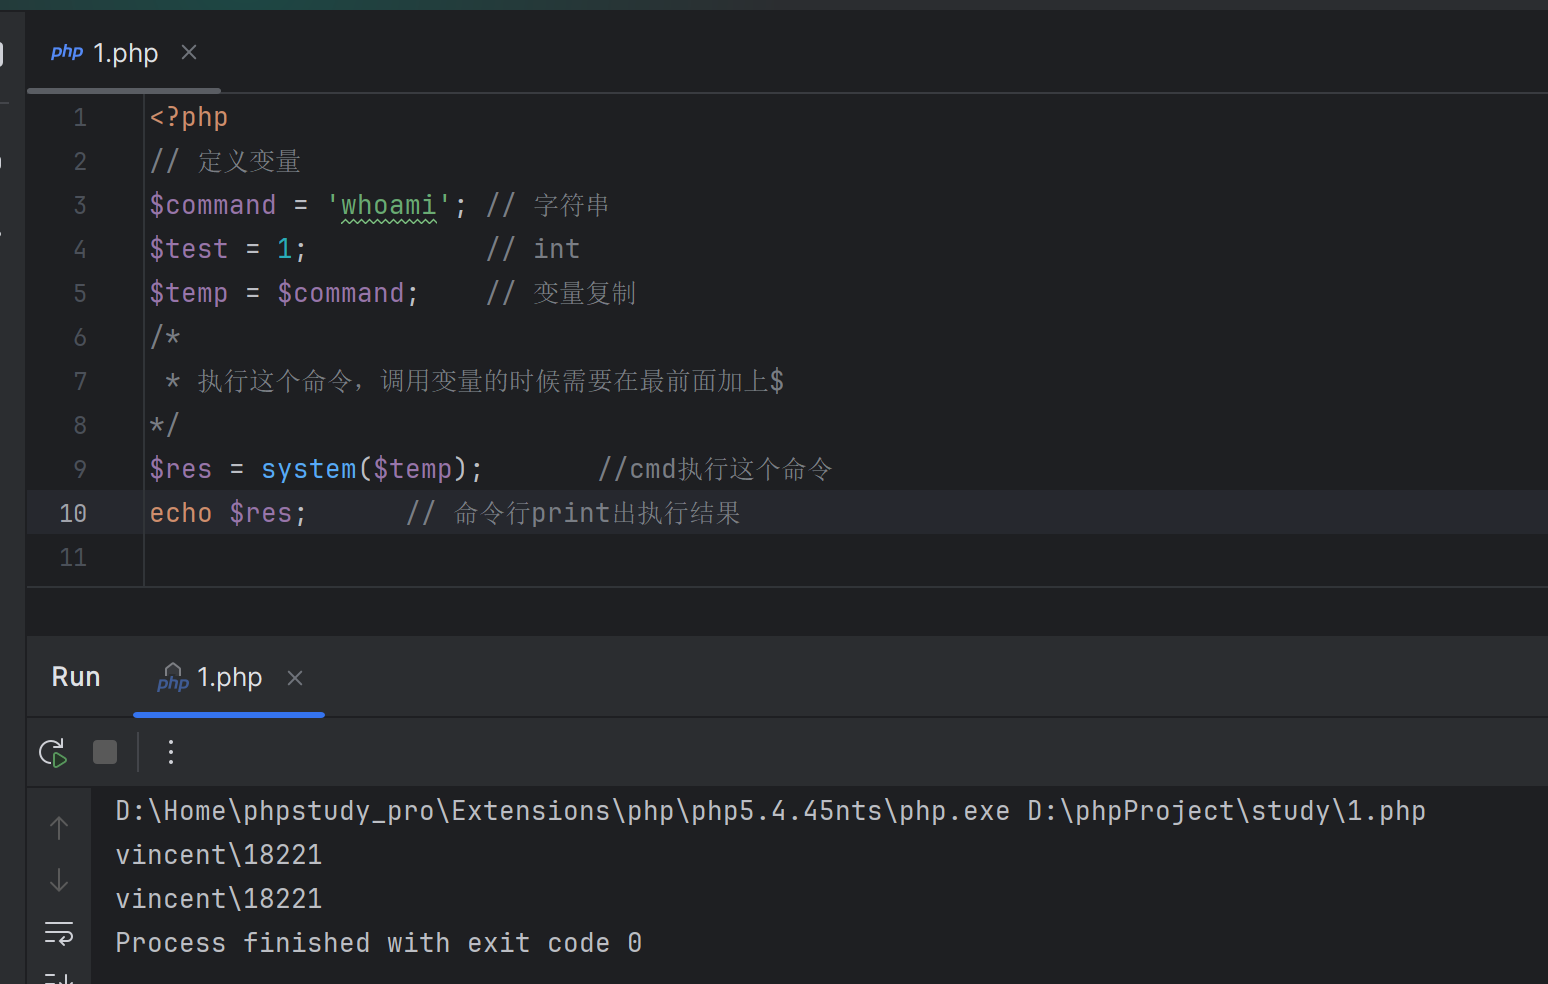 php 1.php
1 <?php
2 // 定义变量
3 $command = 'whoami'; // 字符串
4 $test = 1;           // int
5 $temp = $command;    // 变量复制
6 /*
7  * 执行这个命令，调用变量的时候需要在最前面加上$
8 */
9 $res = system($temp);       //cmd执行这个命令
10 echo $res;      // 命令行print出执行结果
11
Run php 1.php
D:\Home\phpstudy_pro\Extensions\php\php5.4.45nts\php.exe D:\phpProject\study\1.php
vincent\18221
vincent\18221
Process finished with exit code 0